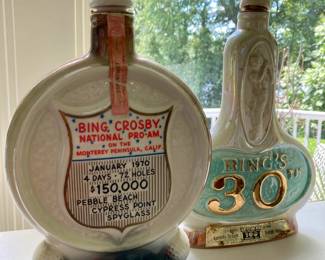 BING CROSBY
NATIONAL PRO-AM
ON THE
MONTEREY PENINSULA, CALIF.
JANUARY 1970
4 DAYS - 72 HOLES
$150,000
PEBBLE BEACH
CYPRESS POINT
SPYGLASS
BING'S
30TH